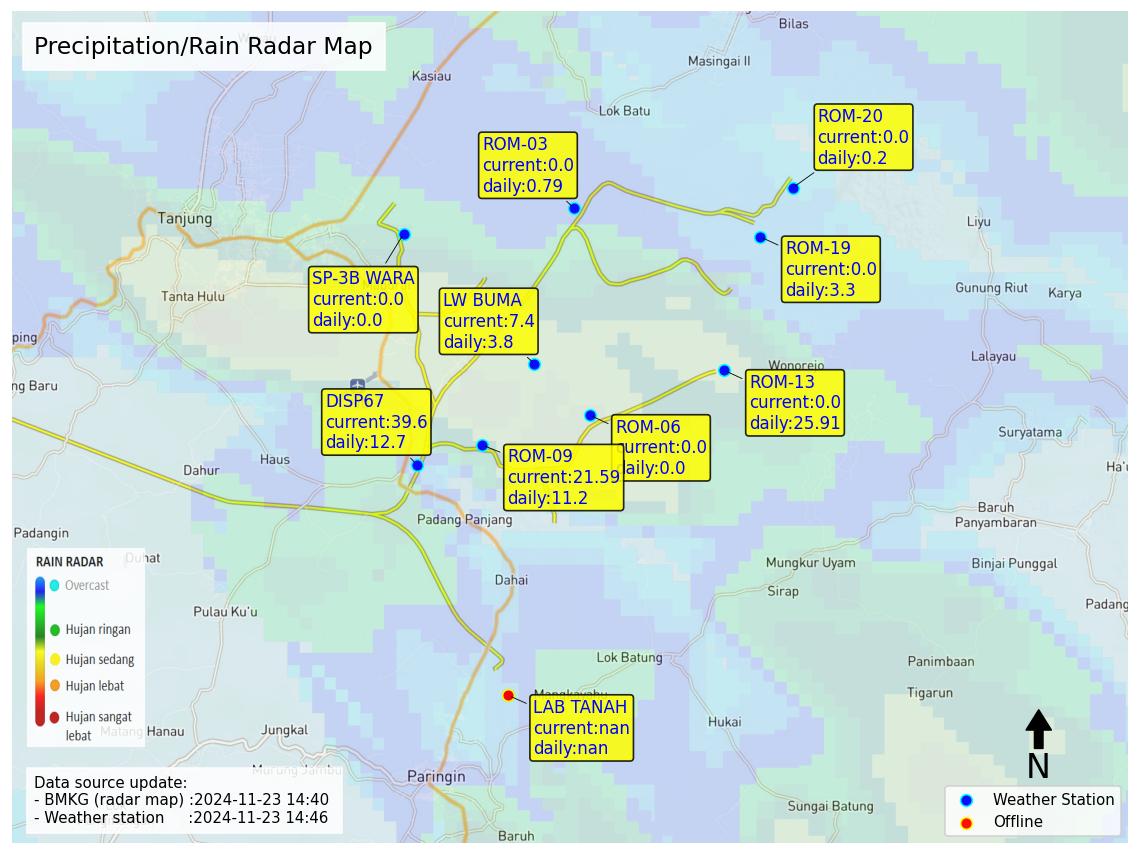 Precipitation/Rain Radar Map
Bilas
Masingai II
Kasiau
Lok Batu
ROM-20
current:0.0
daily:0.2
ROM-03
current:0.0
daily:0.79
Tanjung
Liyu
ROM-19
current:0.0
daily:3.3
SP-3B WARA
current:0.0
daily:0.0
Tanta Hulu
LW BUMA
current:7.4
daily:3.8
Gunung Riut
Karya
ping
Lalayau
Wonorejo
ng Baru
ROM-13
current:0.0
daily:25.91
DISP67
current:39.6
daily:12.7
ROM-06
current:0.0
daily:0.0
ROM-09
current:21.59
daily:11.2
Suryatama
Haus
Dahur
Ha'u
Baruh
Panyambaran
Padang Panjang
Padangin
Duhat
Mungkur Uyam
Binjai Punggal
Dahai
Sirap
Padang
Pulau Ku'u
RAIN RADAR
Overcast
Hujan ringan
Hujan sedang
Hujan lebat
Hujan sangat
lebat
Lok Batung
Panimbaan
Mangkayahu
Tigarun
LAB TANAH
current:nan
daily:nan
Hukai
Matang Hanau
Jungkal
Murung Jambu
Paringin
N
Data source update:
- BMKG (radar map) :2024-11-23 14:40
- Weather station :2024-11-23 14:46
Sungai Batung
Baruh
Weather Station
Offline